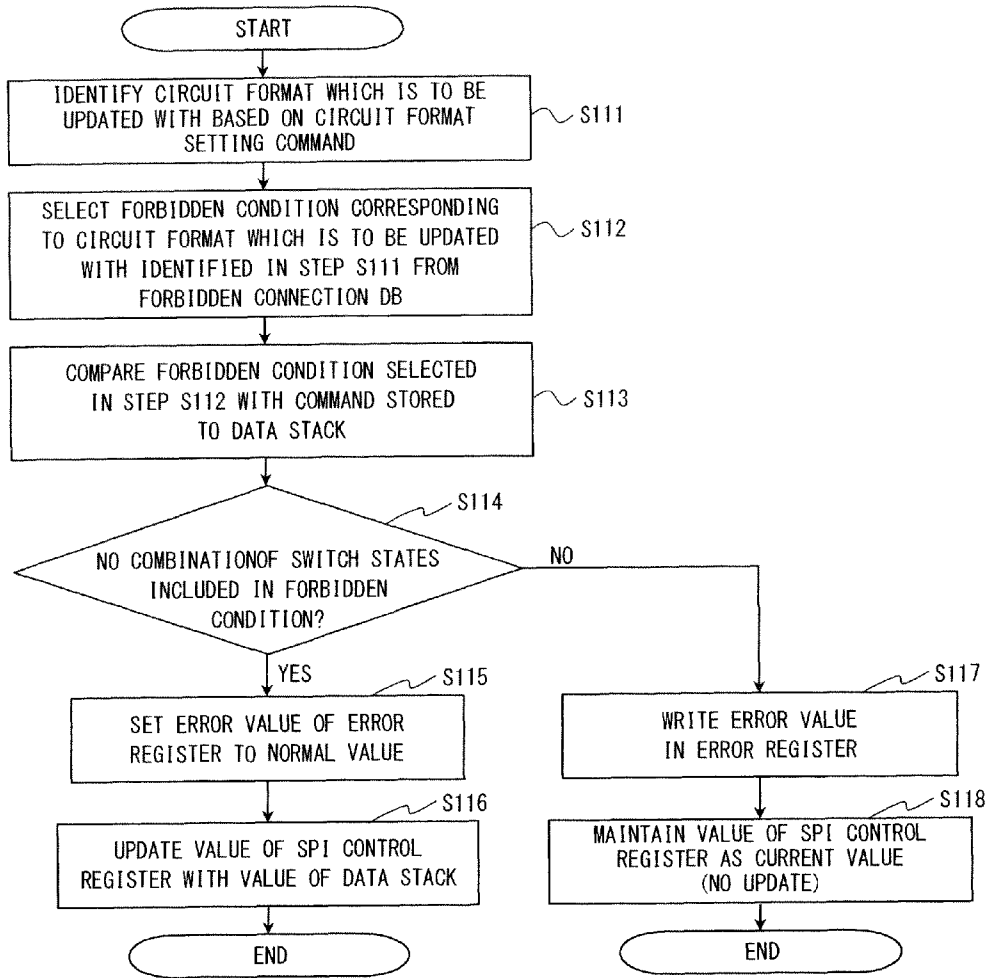 START
IDENTIFY CIRCUIT FORMAT WHICH IS TO BE
UPDATED WITH BASED ON CIRCUIT FORMAT
SETTING COMMAND
S111
SELECT FORBIDDEN CONDITION CORRESPONDING
TO CIRCUIT FORMAT WHICH IS TO BE UPDATED
WITH IDENTIFIED IN STEP S111 FROM
FORBIDDEN CONNECTION DB
S112
COMPARE FORBIDDEN CONDITION SELECTED
IN STEP S112 WITH COMMAND STORED
TO DATA STACK
S113
S114
NO COMBINATIONOF SWITCH STATES
INCLUDED IN FORBIDDEN
CONDITION?
NO
YES
S115
SET ERROR VALUE OF ERROR
REGISTER TO NORMAL VALUE
S116
UPDATE VALUE OF SPI CONTROL
REGISTER WITH VALUE OF DATA STACK
END
S117
WRITE ERROR VALUE
IN ERROR REGISTER
S118
MAINTAIN VALUE OF SPI CONTROL
REGISTER AS CURRENT VALUE
(NO UPDATE)
END